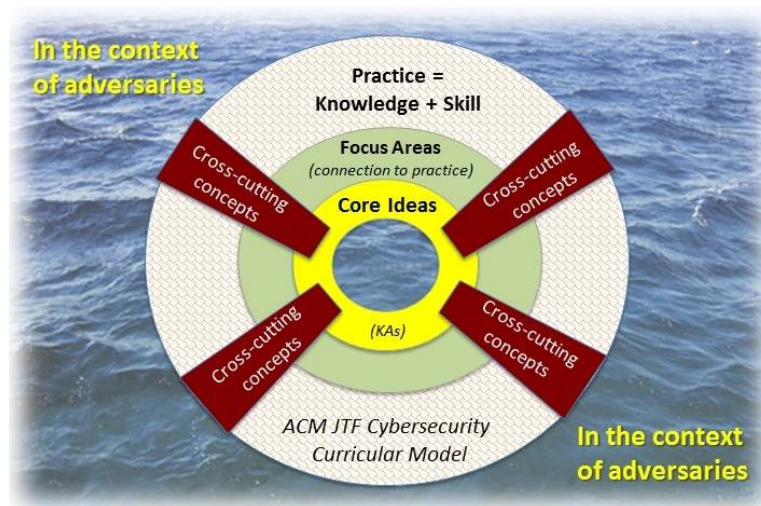 In the context
of adversaries
Practice =
Knowledge + Skill
Focus Areas
(connection to practice)
Core Ideas
Cross-cutting
concepts
Cross-cutting
concepts
(KAs)
Cross-cutting
concepts
Cross-cutting
concepts
ACM JTF Cybersecurity
Curricular Model
In the context
of adversaries